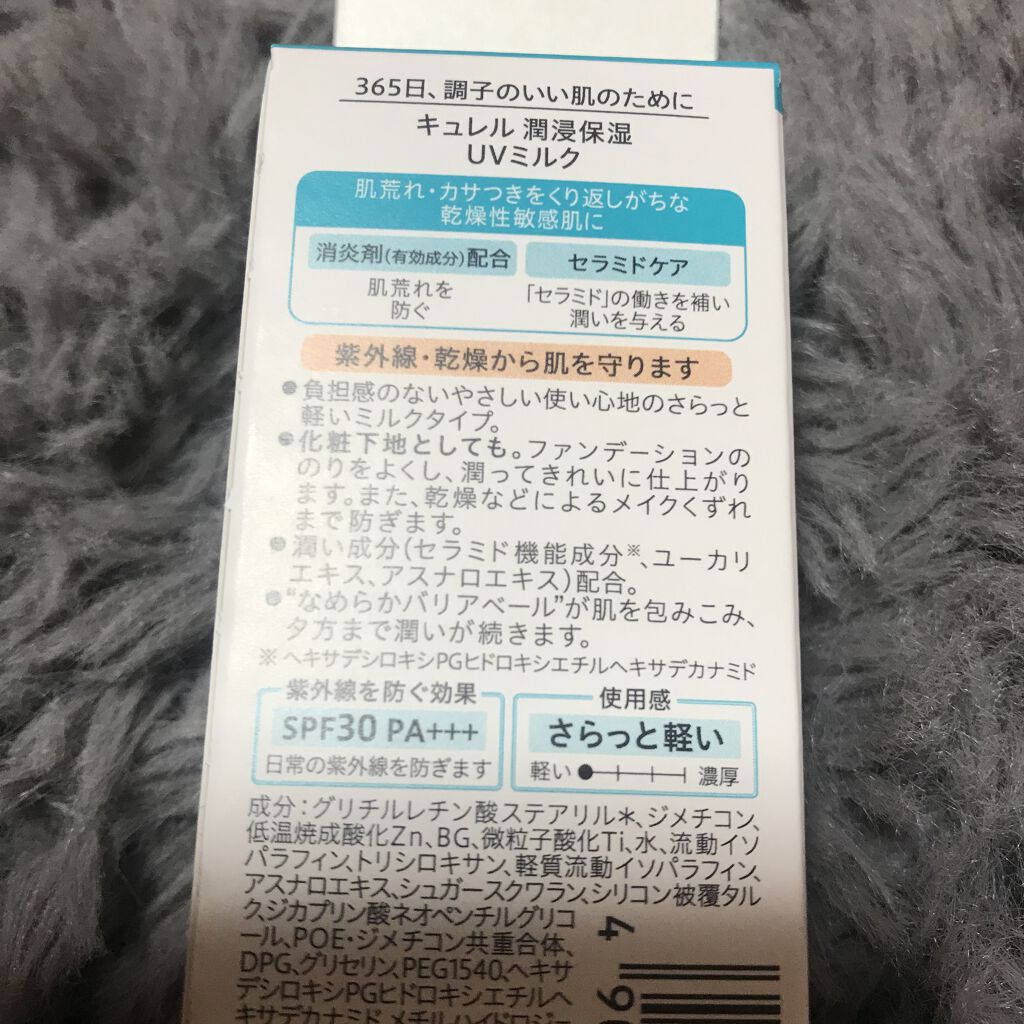 365日、調子のいい肌のために
キュレル 潤浸保湿
UVミルク
肌荒れ・カサつきをくり返しがちな
乾燥性敏感肌に
消炎剤(有効成分)配合
肌荒れを
防ぐ
セラミドケア
「セラミド」の働きを補い
潤いを与える
紫外線・乾燥から肌を守ります
●負担感のないやさしい使い心地のさらっと
軽いミルクタイプ。
●化粧下地としても。ファンデーションの
のりをよくし、潤ってきれいに仕上がり
ます。また、乾燥などによるメイクくずれ
まで防ぎます。
●潤い成分(セラミド機能成分※、ユーカリ
エキス、アスナロエキス)配合。
●“なめらかバリアベール”が肌を包みこみ、
夕方まで潤いが続きます。
※ ヘキサデシロキシPGヒドロキシエチルヘキサデカナミド
紫外線を防ぐ効果
SPF30 PA+++
日常の紫外線を防ぎます
使用感
さらっと軽い
軽い 濃厚
成分：グリチルレチン酸ステアリル＊、ジメチコン、
低温焼成酸化Zn、BG、微粒子酸化Ti、水、流動イソ
パラフィン、トリシロキサン、軽質流動イソパラフィン、
アスナロエキス、シュガースクワラン、シリコン被覆タル
ク、ジカプリン酸ネオペンチルグリコ
ール、POE・ジメチコン共重合体、
DPG、グリセリン、PEG1540、ヘキサ
デシロキシPGヒドロキシエチルヘ
キサデカナミド、メチルハイドロジー
4 90